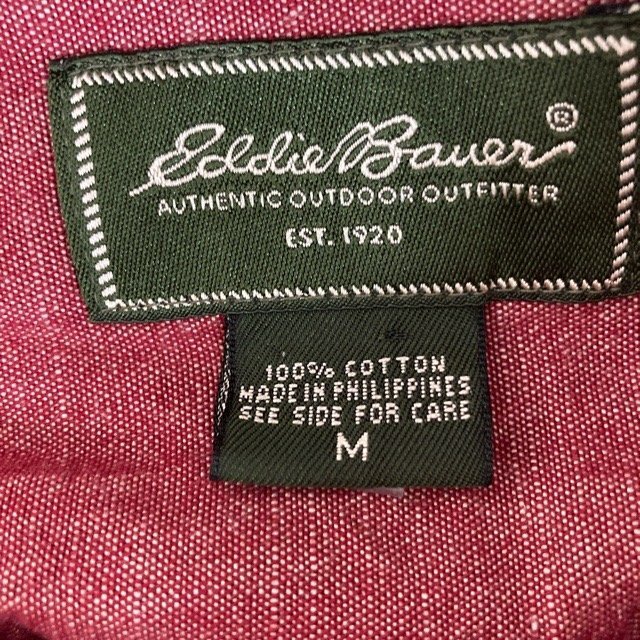 Eddie Bauer®
AUTHENTIC OUTDOOR OUTFITTER
EST. 1920
100% COTTON
MADE IN PHILIPPINES
SEE SIDE FOR CARE
M